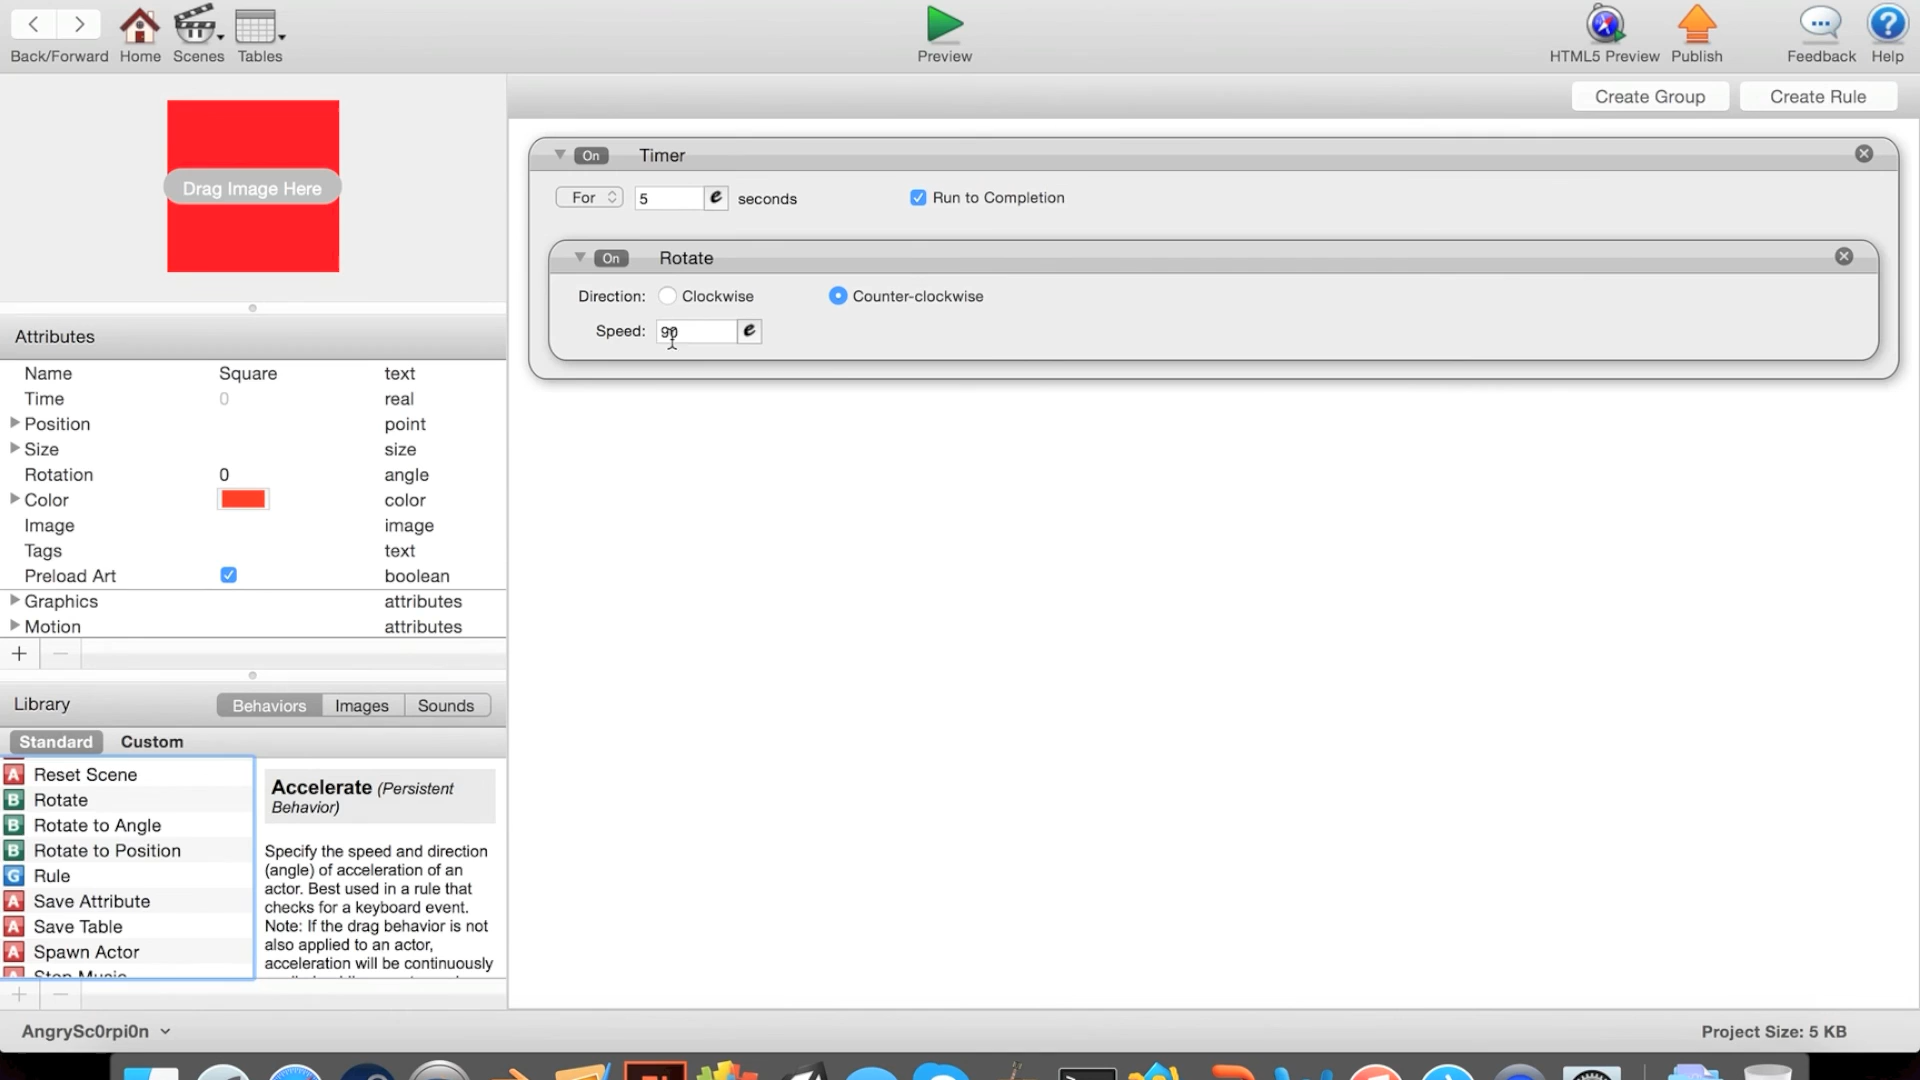 Back/Forward Home Scenes Tables Preview HTML5 Preview Publish Feedback Help
Create Group Create Rule
Drag Image Here
On Timer
For 5 e seconds Run to Completion
On Rotate
Direction: Clockwise Counter-clockwise
Speed: 90 e
Attributes
Name Square text
Time 0 real
Position point
Size size
Rotation 0 angle
Color color
Image image
Tags text
Preload Art boolean
Graphics attributes
Motion attributes
Library Behaviors Images Sounds
Standard Custom
A Reset Scene
B Rotate
B Rotate to Angle
B Rotate to Position
G Rule
A Save Attribute
A Save Table
A Spawn Actor
Stop Music
Accelerate (Persistent
Behavior)
Specify the speed and direction
(angle) of acceleration of an
actor. Best used in a rule that
checks for a keyboard event.
Note: If the drag behavior is not
also applied to an actor,
acceleration will be continuously
AngrySc0rpi0n
Project Size: 5 KB